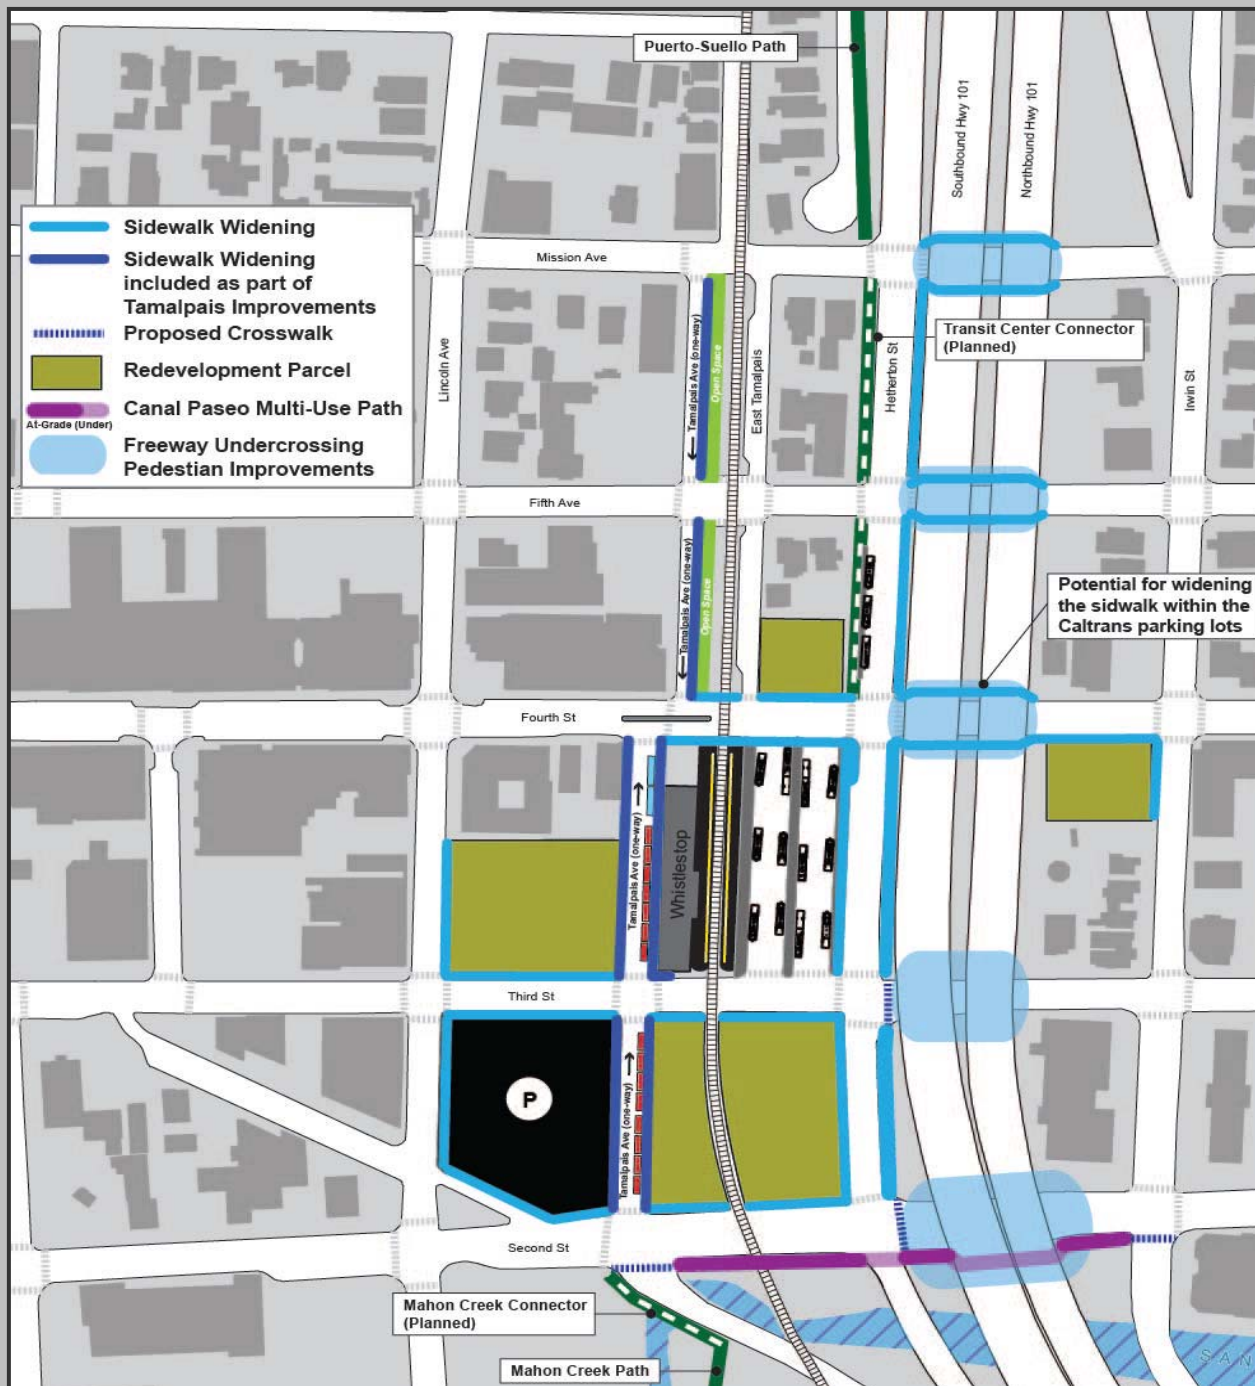 Puerto-Suello Path
Southbound Hwy 101
Northbound Hwy 101
Sidewalk Widening
Sidewalk Widening
included as part of
Tamalpais Improvements
Proposed Crosswalk
Redevelopment Parcel
Canal Paseo Multi-Use Path
At-Grade (Under)
Freeway Undercrossing
Pedestian Improvements
Mission Ave
Lincoln Ave
Tamalpais Ave (one-way)
Open Space
East Tamalpais
Hetherton St
Transit Center Connector
(Planned)
Irwin St
Fifth Ave
Tamalpais Ave (one-way)
Open Space
Potential for widening
the sidwalk within the
Caltrans parking lots
Fourth St
Tamalpais Ave (one-way)
Whistlestop
Third St
P
Tamalpais Ave (one-way)
Second St
Mahon Creek Connector
(Planned)
Mahon Creek Path
SAN